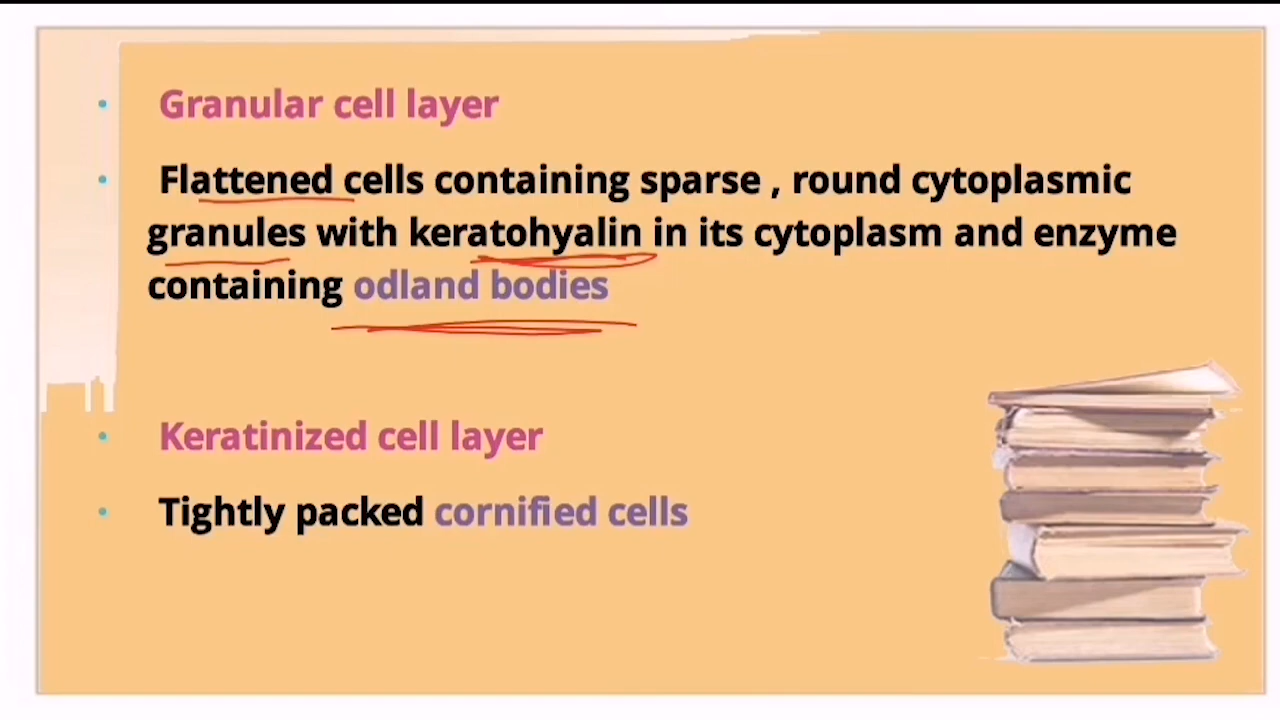 Granular cell layer
Flattened cells containing sparse , round cytoplasmic
granules with keratohyalin in its cytoplasm and enzyme
containing odland bodies
Keratinized cell layer
Tightly packed cornified cells